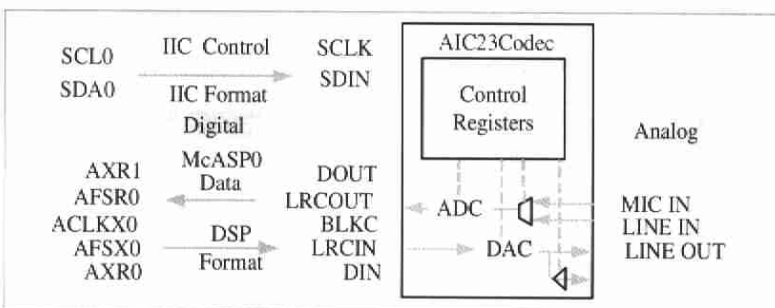 SCL0
SDA0
IIC Control
IIC Format
Digital
SCLK
SDIN
AXR1
AFSR0
ACLKX0
AFSX0
AXR0
McASP0
Data
DSP
Format
DOUT
LRCOUT
BLKC
LRCIN
DIN
AIC23Codec
Control
Registers
ADC
DAC
Analog
MIC IN
LINE IN
LINE OUT